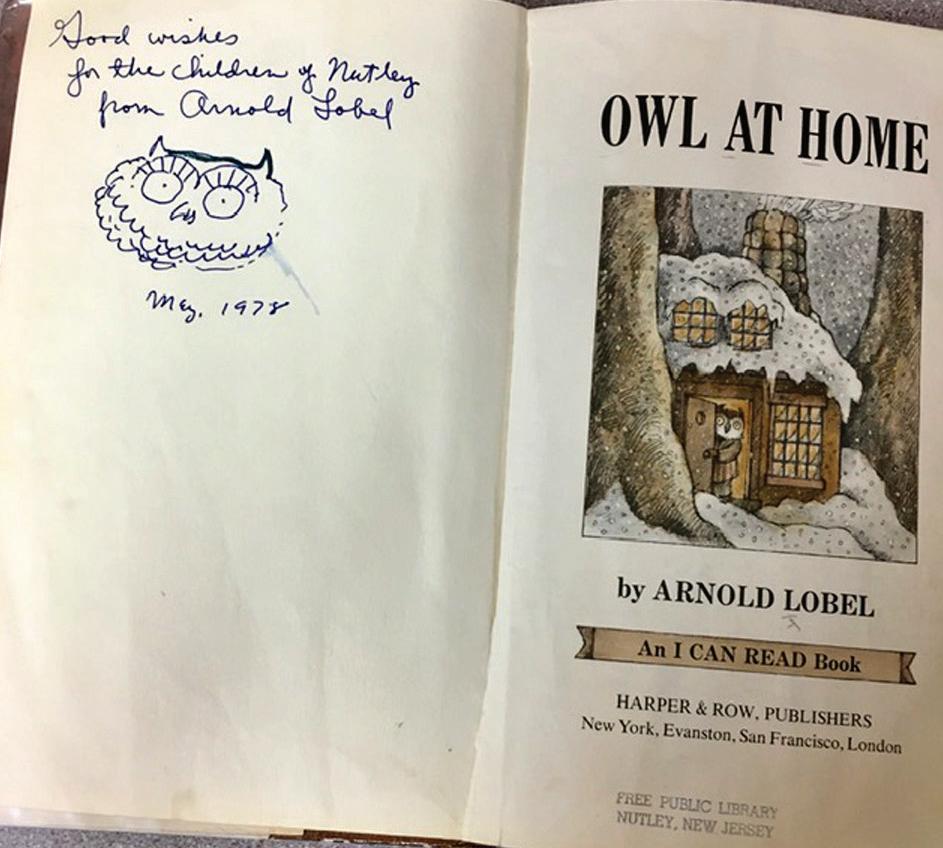 Good wishes
for the children of Nutley
from Arnold Lobel
May, 1978
OWL AT HOME
by ARNOLD LOBEL
An I CAN READ Book
HARPER & ROW, PUBLISHERS
New York, Evanston, San Francisco, London
FREE PUBLIC LIBRARY
NUTLEY, NEW JERSEY